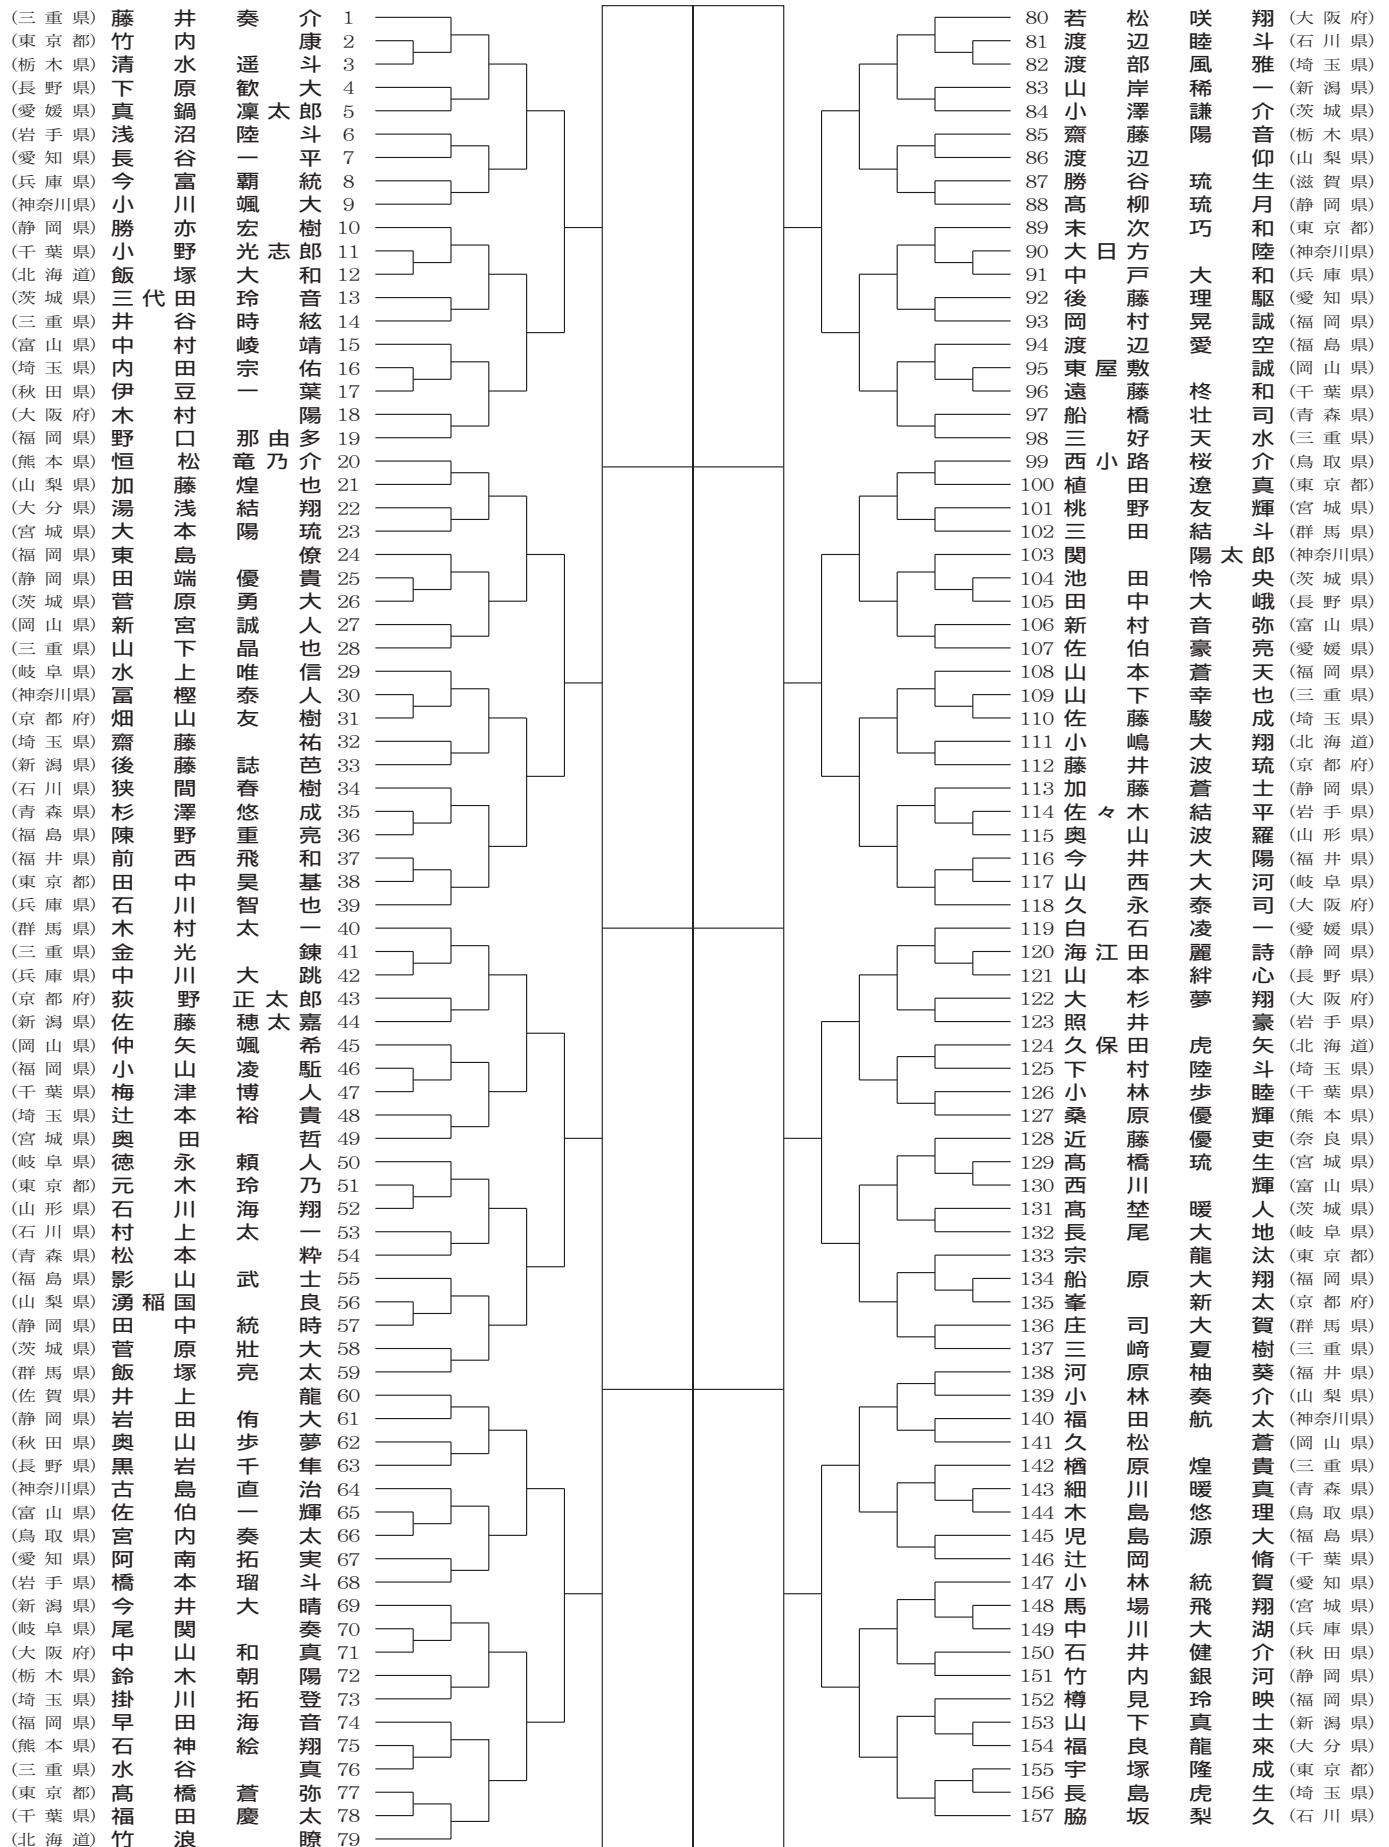 (三重県) 藤井奏介 1
(東京都) 竹内康 2
(栃木県) 清水遥斗 3
(長野県) 下原歓大 4
(愛媛県) 真鍋凜太郎 5
(岩手県) 浅沼陸斗 6
(愛知県) 長谷一平 7
(兵庫県) 今富覇統 8
(神奈川県) 小川颯大 9
(静岡県) 勝亦宏樹 10
(千葉県) 小野光志郎 11
(北海道) 飯塚大和 12
(茨城県) 三代田玲音 13
(三重県) 井谷時絃 14
(富山県) 中村崚靖 15
(埼玉県) 内田宗佑 16
(秋田県) 伊豆一葉 17
(大阪府) 木村陽 18
(福岡県) 野口那由多 19
(熊本県) 恒松竜乃介 20
(山梨県) 加藤煌也 21
(大分県) 湯浅結翔 22
(宮城県) 大本陽琉 23
(福岡県) 東島僚 24
(静岡県) 田端優貴 25
(茨城県) 菅原勇大 26
(岡山県) 新宮誠人 27
(三重県) 山下晶也 28
(岐阜県) 水上唯信 29
(神奈川県) 冨樫泰人 30
(京都府) 畑山友樹 31
(埼玉県) 齋藤祐 32
(新潟県) 後藤誌芭 33
(石川県) 狭間春樹 34
(青森県) 杉澤悠成 35
(福島県) 陳野重亮 36
(福井県) 前西飛和 37
(東京都) 田中昊基 38
(兵庫県) 石川智也 39
(群馬県) 木村太一 40
(三重県) 金光錬 41
(兵庫県) 中川大跳 42
(京都府) 荻野正太郎 43
(新潟県) 佐藤穂太嘉 44
(岡山県) 仲矢颯希 45
(福岡県) 小山凌駈 46
(千葉県) 梅津博人 47
(埼玉県) 辻本裕貴 48
(宮城県) 奥田哲 49
(岐阜県) 徳永頼人 50
(東京都) 元木玲乃 51
(山形県) 石川海翔 52
(石川県) 村上太一 53
(青森県) 松本粋 54
(福島県) 影山武士 55
(山梨県) 湧稲国良 56
(静岡県) 田中統時 57
(茨城県) 菅原壯大 58
(群馬県) 飯塚亮太 59
(佐賀県) 井上龍 60
(静岡県) 岩田侑大 61
(秋田県) 奥山歩夢 62
(長野県) 黒岩千隼 63
(神奈川県) 古島直治 64
(富山県) 佐伯一輝 65
(鳥取県) 宮内奏太 66
(愛知県) 阿南拓実 67
(岩手県) 橋本瑠斗 68
(新潟県) 今井大晴 69
(岐阜県) 尾関奏 70
(大阪府) 中山和真 71
(栃木県) 鈴木朝陽 72
(埼玉県) 掛川拓登 73
(福岡県) 早田海音 74
(熊本県) 石神絵翔 75
(三重県) 水谷真 76
(東京都) 髙橋蒼弥 77
(千葉県) 福田慶太 78
(北海道) 竹浪瞭 79
80 若松咲翔 (大阪府)
81 渡辺睦斗 (石川県)
82 渡部風雅 (埼玉県)
83 山岸稀一 (新潟県)
84 小澤謙介 (茨城県)
85 齋藤陽音 (栃木県)
86 渡辺仰 (山梨県)
87 勝谷琉生 (滋賀県)
88 髙柳琉月 (静岡県)
89 末次巧和 (東京都)
90 大日方陸 (神奈川県)
91 中戸大和 (兵庫県)
92 後藤理駆 (愛知県)
93 岡村晃誠 (福岡県)
94 渡辺愛空 (福島県)
95 東屋敷誠 (岡山県)
96 遠藤柊和 (千葉県)
97 船橋壮司 (青森県)
98 三好天水 (三重県)
99 西小路桜介 (鳥取県)
100 植田遼真 (東京都)
101 桃野友輝 (宮城県)
102 三田結斗 (群馬県)
103 関陽太郎 (神奈川県)
104 池田怜央 (茨城県)
105 田中大峨 (長野県)
106 新村音弥 (富山県)
107 佐伯豪亮 (愛媛県)
108 山本蒼天 (福岡県)
109 山下幸也 (三重県)
110 佐藤駿成 (埼玉県)
111 小嶋大翔 (北海道)
112 藤井波琉 (京都府)
113 加藤蒼士 (静岡県)
114 佐々木結平 (岩手県)
115 奥山波羅 (山形県)
116 今井大陽 (福井県)
117 山西大河 (岐阜県)
118 久永泰司 (大阪府)
119 白石凌一 (愛媛県)
120 海江田麗詩 (静岡県)
121 山本絆心 (長野県)
122 大杉夢翔 (大阪府)
123 照井豪 (岩手県)
124 久保田虎矢 (北海道)
125 下村陸斗 (埼玉県)
126 小林歩睦 (千葉県)
127 桑原優輝 (熊本県)
128 近藤優吏 (奈良県)
129 髙橋琉生 (宮城県)
130 西川輝 (富山県)
131 髙埜暖人 (茨城県)
132 長尾大地 (岐阜県)
133 宗龍汰 (東京都)
134 船原大翔 (福岡県)
135 峯新太 (京都府)
136 庄司大賀 (群馬県)
137 三﨑夏樹 (三重県)
138 河原柚葵 (福井県)
139 小林奏介 (山梨県)
140 福田航太 (神奈川県)
141 久松蒼 (岡山県)
142 楢原煌貴 (三重県)
143 細川暖真 (青森県)
144 木島悠理 (鳥取県)
145 児島源大 (福島県)
146 辻岡脩 (千葉県)
147 小林統賀 (愛知県)
148 馬場飛翔 (宮城県)
149 中川大湖 (兵庫県)
150 石井健介 (秋田県)
151 竹内銀河 (静岡県)
152 樽見玲映 (福岡県)
153 山下真士 (新潟県)
154 福良龍來 (大分県)
155 宇塚隆成 (東京都)
156 長島虎生 (埼玉県)
157 脇坂梨久 (石川県)